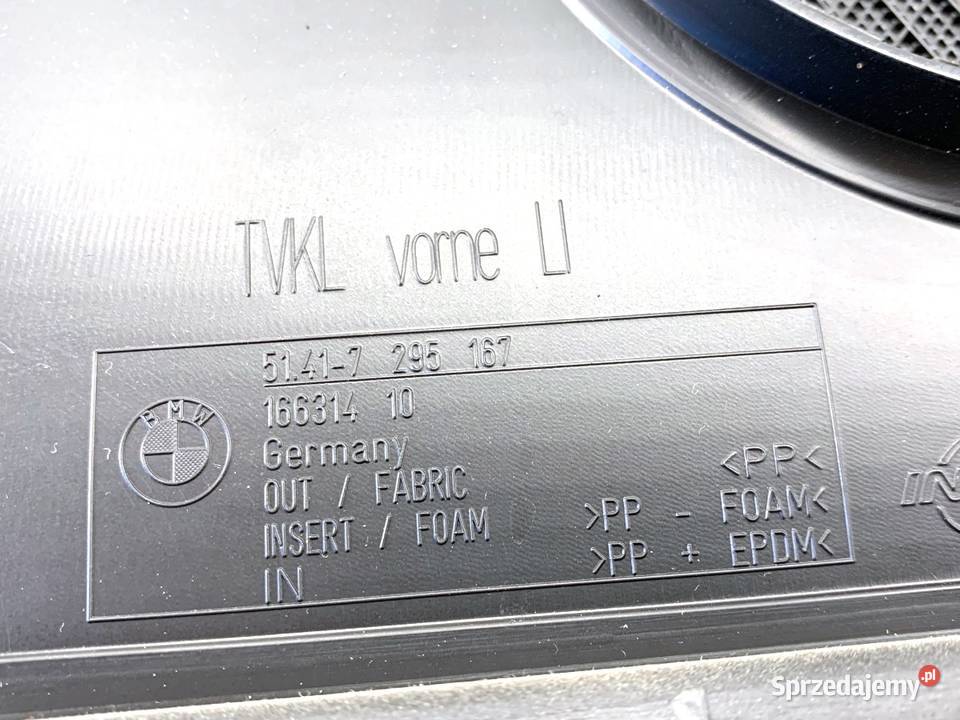 TVKL vorne LI
51.41-7 295 167
BMW
166314 10
Germany
OUT / FABRIC <PP<
INSERT / FOAM >PP - FOAM<
IN >PP + EPDM<
Sprzedajemy.pl